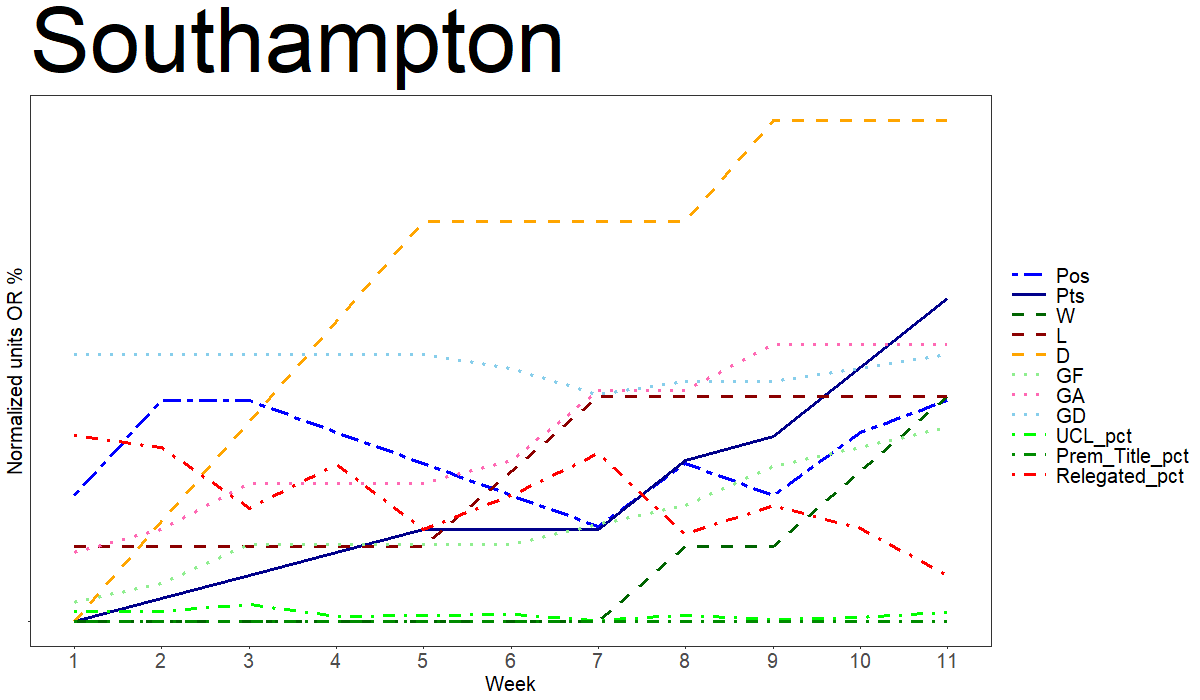 Southampton
Normalized units OR %
Pos
Pts
W
L
D
GF
GA
GD
UCL_pct
Prem_Title_pct
Relegated_pct
1 2 3 4 5 6 7 8 9 10 11
Week